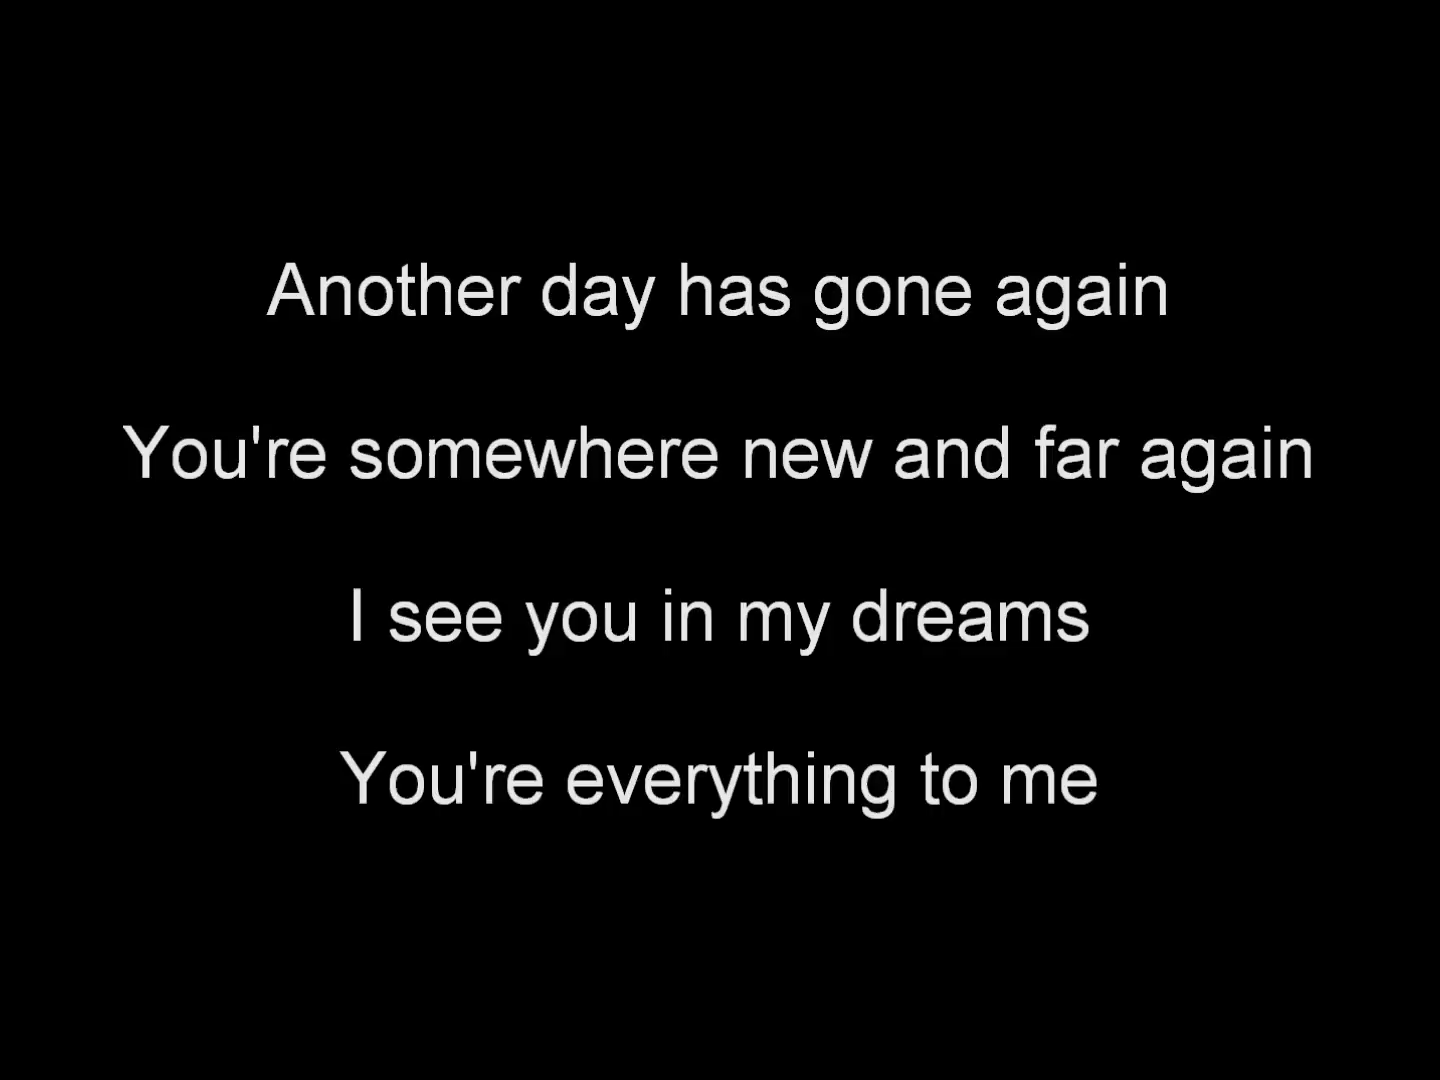 Another day has gone again
You're somewhere new and far again
I see you in my dreams
You're everything to me